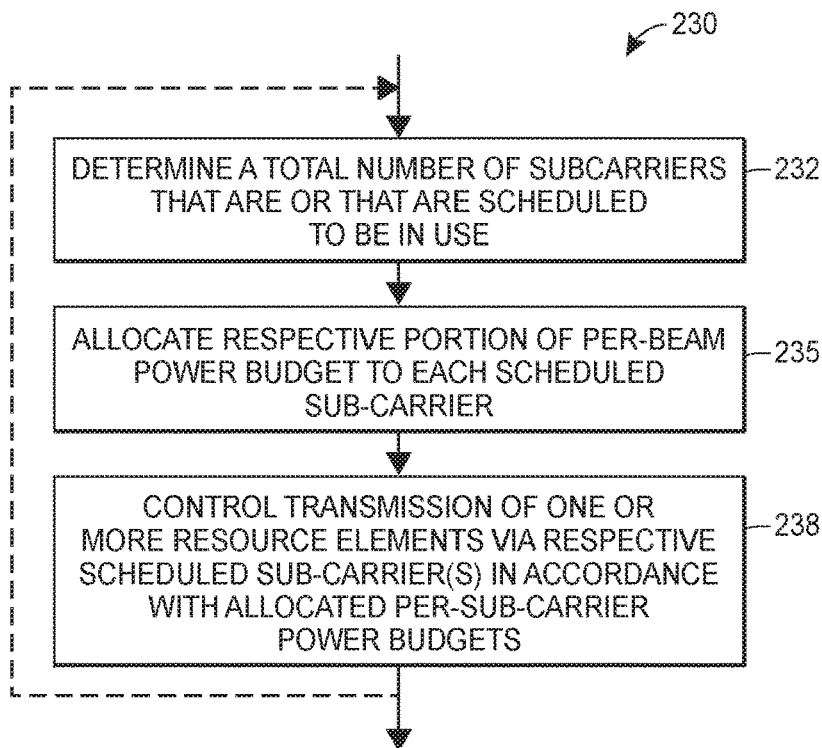 230
DETERMINE A TOTAL NUMBER OF SUBCARRIERS
THAT ARE OR THAT ARE SCHEDULED
TO BE IN USE
232
ALLOCATE RESPECTIVE PORTION OF PER-BEAM
POWER BUDGET TO EACH SCHEDULED
SUB-CARRIER
235
CONTROL TRANSMISSION OF ONE OR
MORE RESOURCE ELEMENTS VIA RESPECTIVE
SCHEDULED SUB-CARRIER(S) IN ACCORDANCE
WITH ALLOCATED PER-SUB-CARRIER
POWER BUDGETS
238